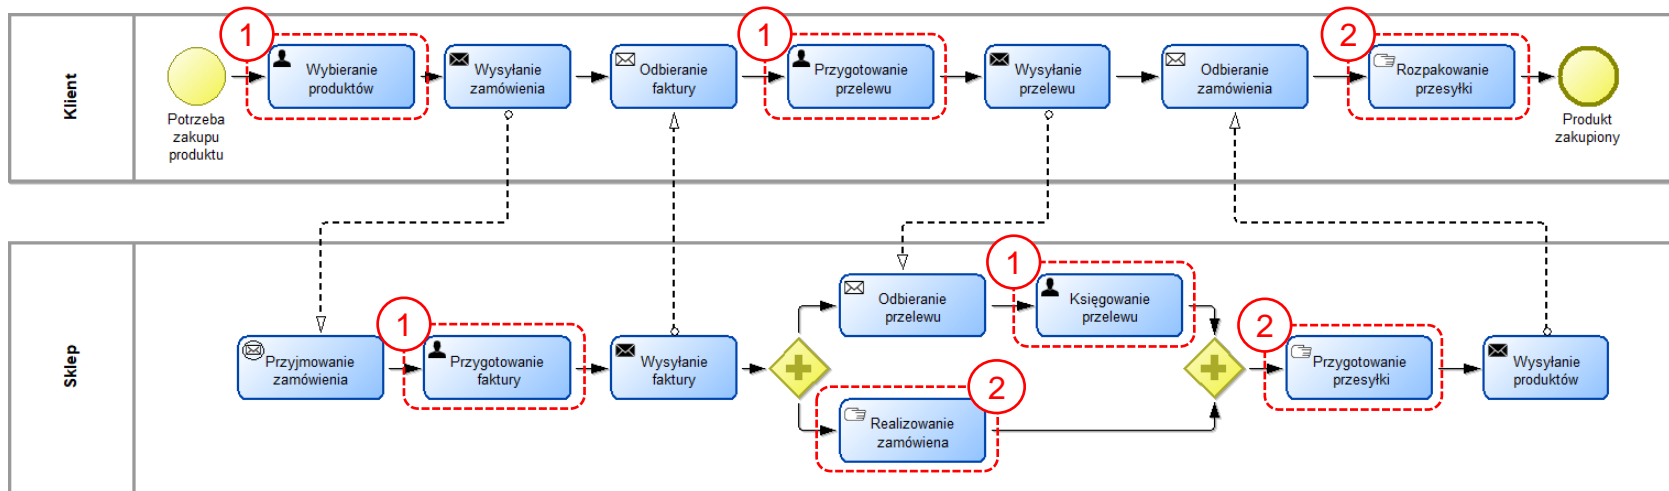 Klient
Potrzeba
zakupu
produktu
1
Wybieranie
produktów
Wysyłanie
zamówienia
Odbieranie
faktury
1
Przygotowanie
przelewu
Wysyłanie
przelewu
Odbieranie
zamówienia
2
Rozpakowanie
przesyłki
Produkt
zakupiony
Sklep
Przyjmowanie
zamówienia
1
Przygotowanie
faktury
Wysyłanie
faktury
Odbieranie
przelewu
1
Księgowanie
przelewu
2
Realizowanie
zamówiena
2
Przygotowanie
przesyłki
Wysyłanie
produktów